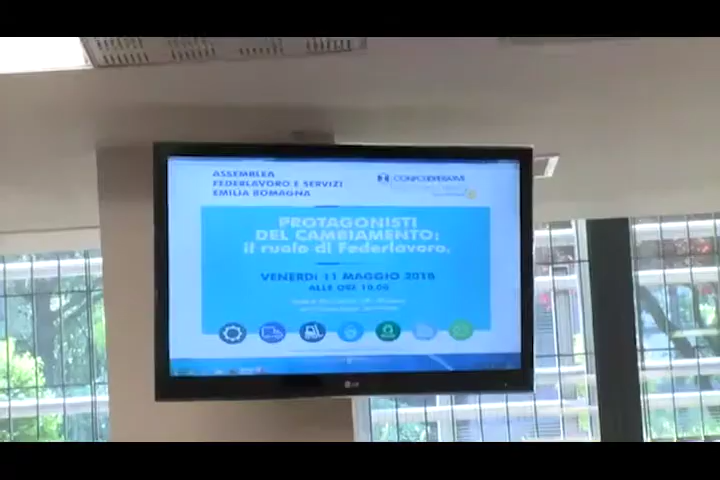 ASSEMBLEA
FEDERLAVORO E SERVIZI
EMILIA ROMAGNA
CONFCOOPERATIVE
PROTAGONISTI
DEL CAMBIAMENTO:
il ruolo di Federlavoro.
VENERDì 11 MAGGIO 2018
ALLE ORE 10.00
LG